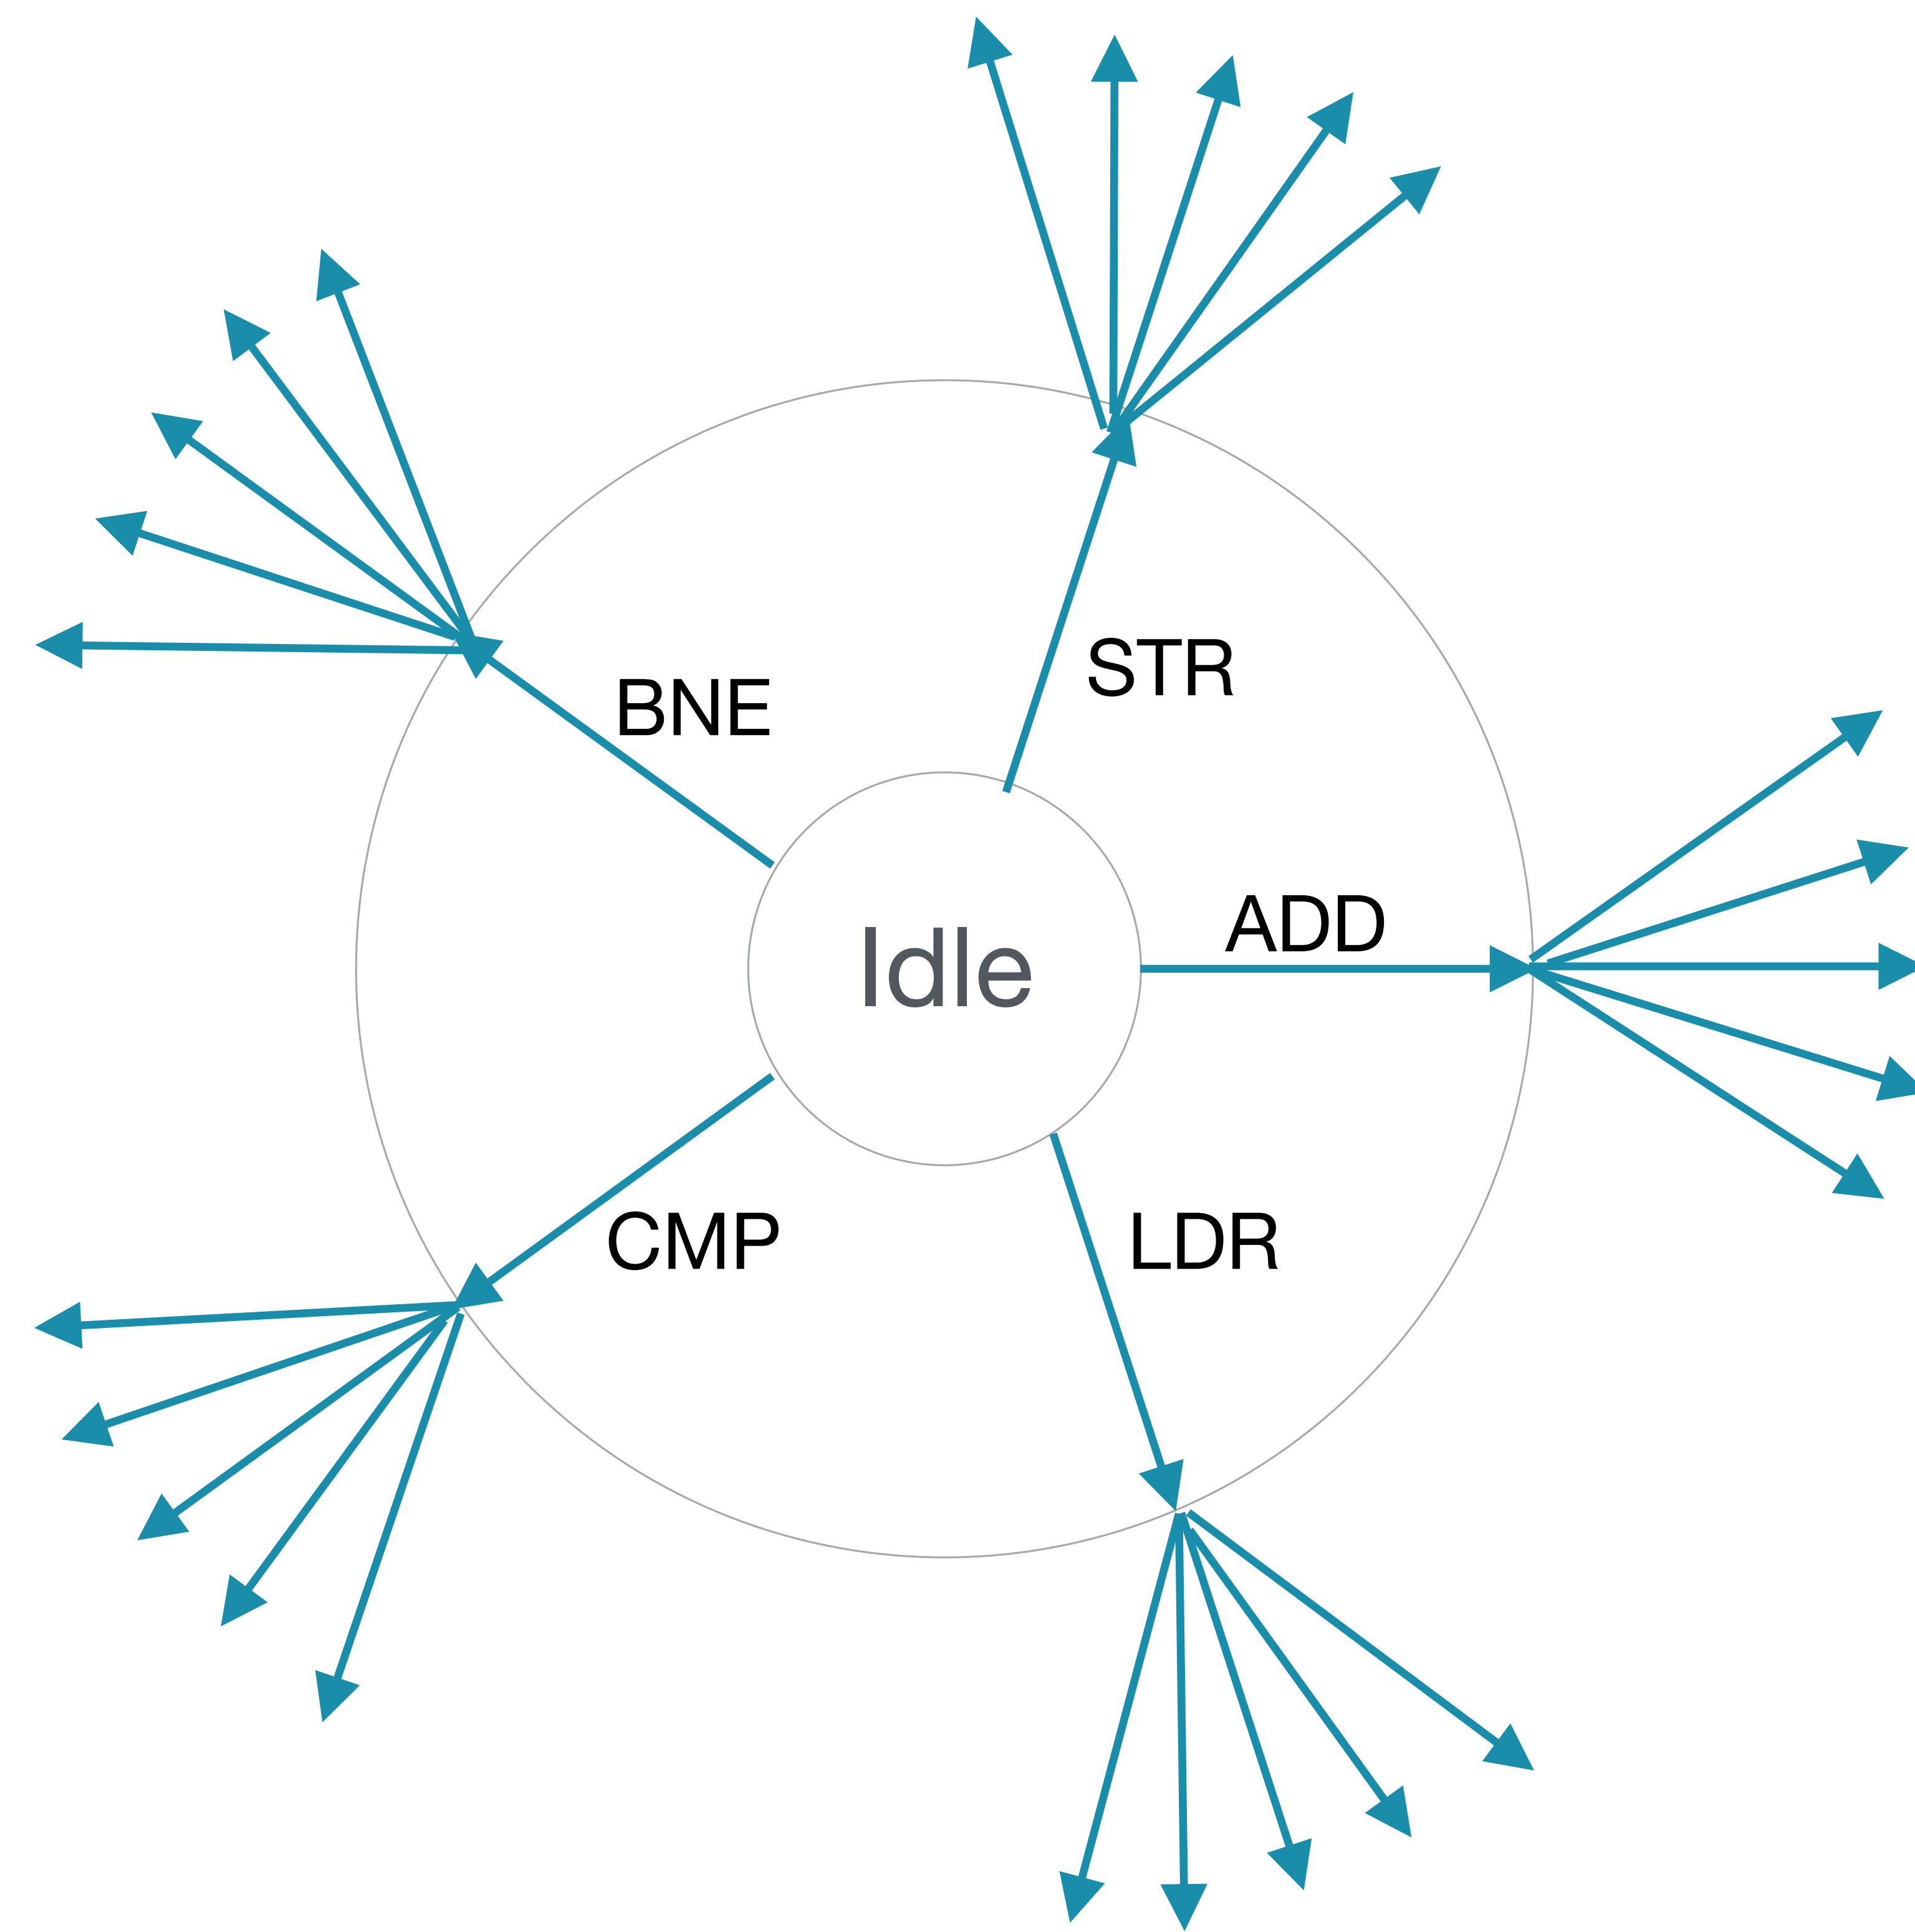 STR
BNE
ADD
Idle
CMP
LDR